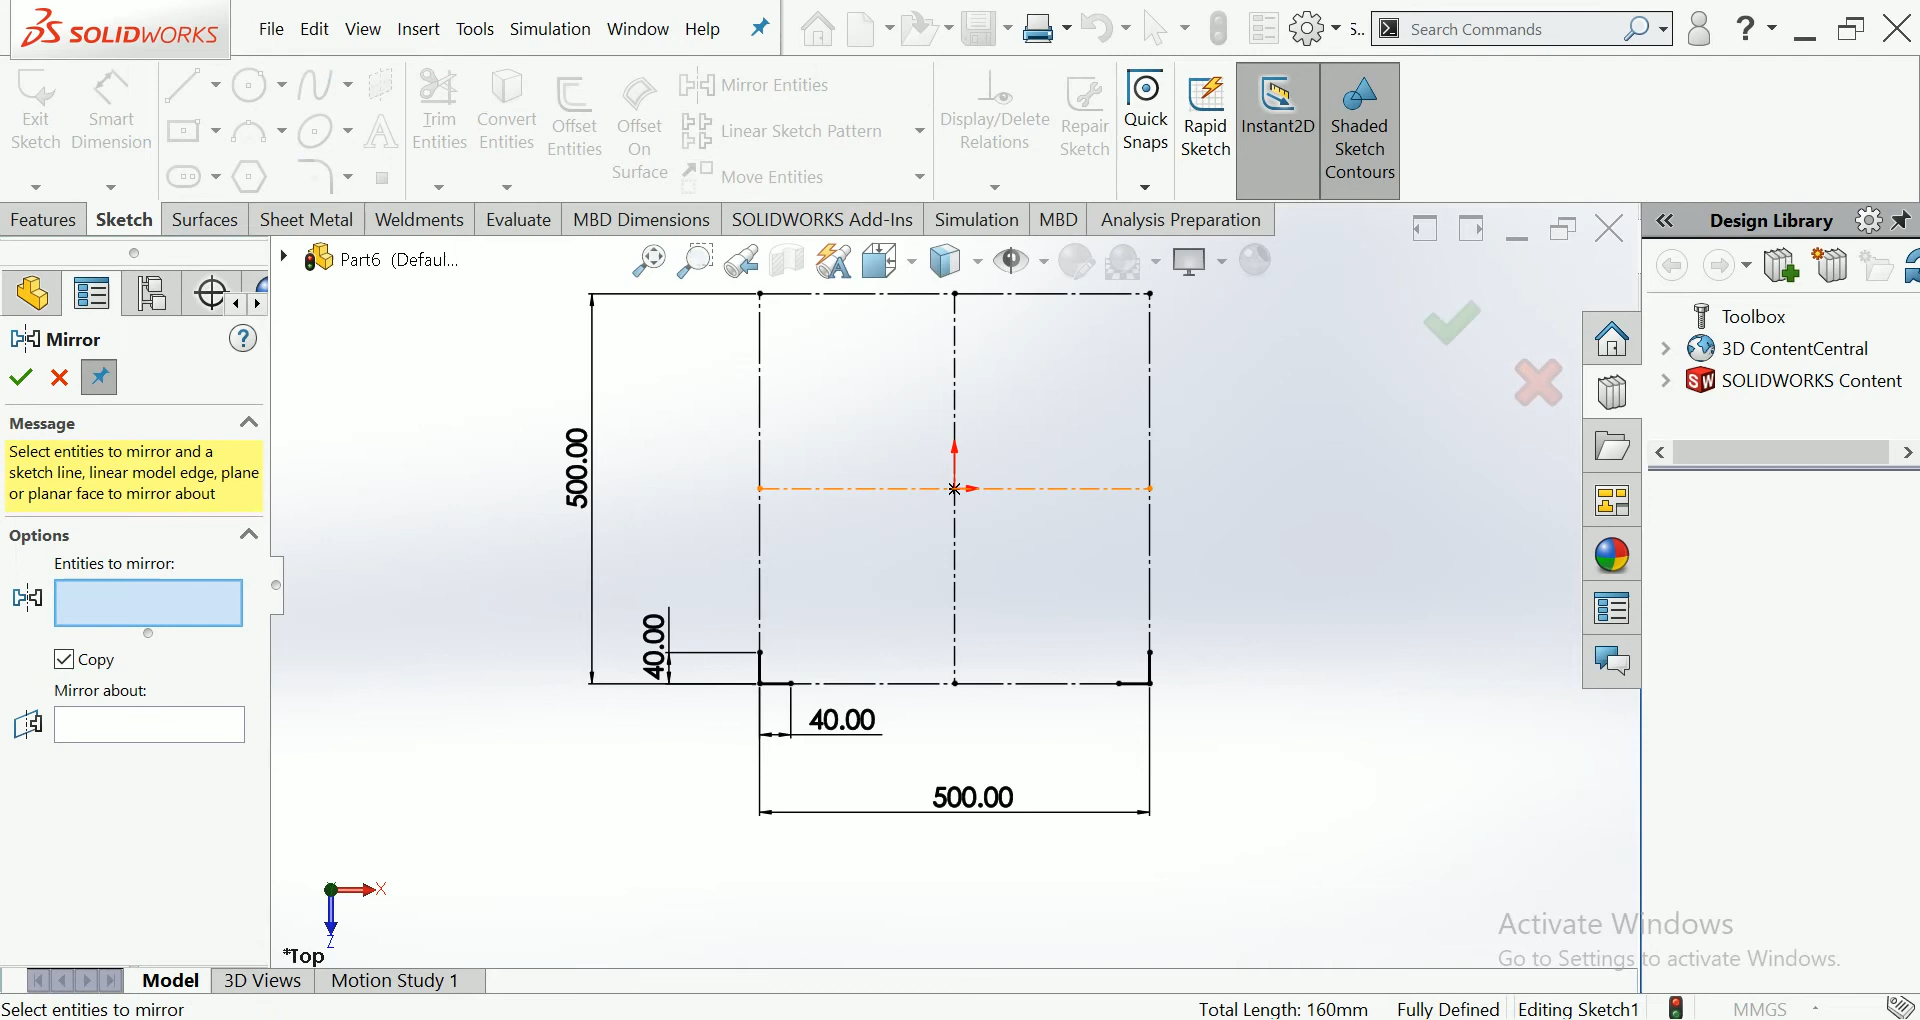 SOLIDWORKS
File Edit View Insert Tools Simulation Window Help
S..
Search Commands
?
Exit Sketch
Smart Dimension
Trim Entities
Convert Entities
Offset Entities
Offset On Surface
Mirror Entities
Linear Sketch Pattern
Move Entities
Display/Delete Relations
Repair Sketch
Quick Snaps
Rapid Sketch
Instant2D
Shaded Sketch Contours
Features Sketch Surfaces Sheet Metal Weldments Evaluate MBD Dimensions SOLIDWORKS Add-Ins Simulation MBD Analysis Preparation
Design Library
Part6 (Defaul...
Toolbox
3D ContentCentral
SW SOLIDWORKS Content
Mirror
?
Message
Select entities to mirror and a
sketch line, linear model edge, plane
or planar face to mirror about
Options
Entities to mirror:
Copy
Mirror about:
500.00
40.00
40.00
500.00
X
Z
*Top
Activate Windows
Go to Settings to activate Windows.
Model 3D Views Motion Study 1
Select entities to mirror
Total Length: 160mm Fully Defined Editing Sketch1 MMGS